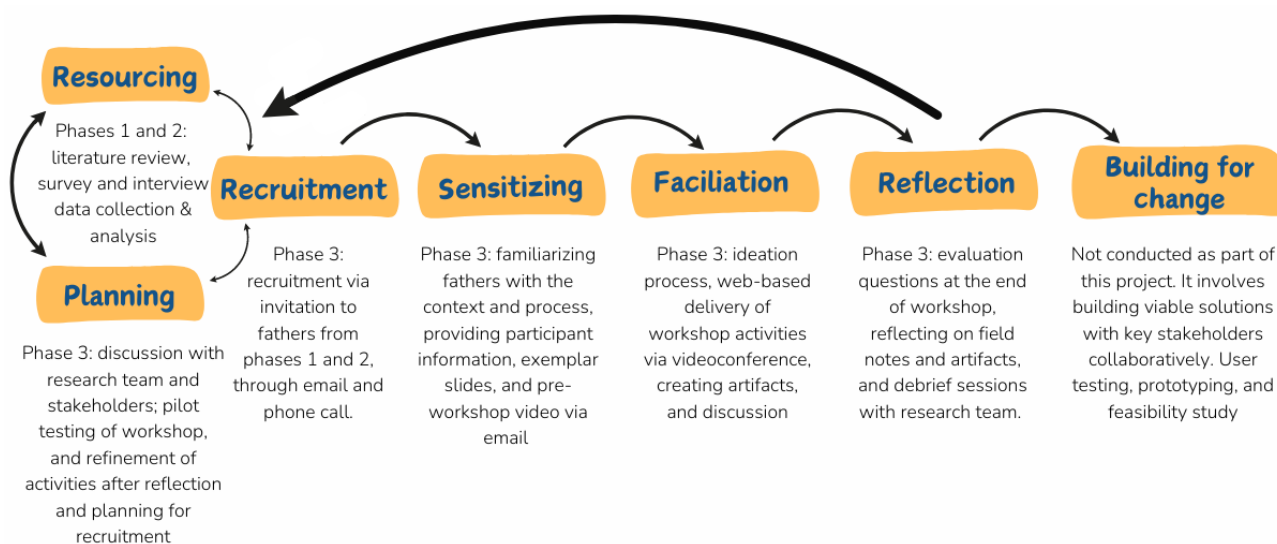 Resourcing
Phases 1 and 2:
literature review,
survey and interview
data collection &
analysis
Planning
Phase 3: discussion with
research team and
stakeholders; pilot
testing of workshop,
and refinement of
activities after reflection
and planning for
recruitment
Recruitment
Phase 3:
recruitment via
invitation to
fathers from
phases 1 and 2,
through email and
phone call.
Sensitizing
Phase 3: familiarizing
fathers with the
context and process,
providing participant
information, exemplar
slides, and pre-
workshop video via
email
Faciliation
Phase 3: ideation
process, web-based
delivery of
workshop activities
via videoconference,
creating artifacts,
and discussion
Reflection
Phase 3: evaluation
questions at the end
of workshop,
reflecting on field
notes and artifacts,
and debrief sessions
with research team.
Building for
change
Not conducted as part of
this project. It involves
building viable solutions
with key stakeholders
collaboratively. User
testing, prototyping, and
feasibility study